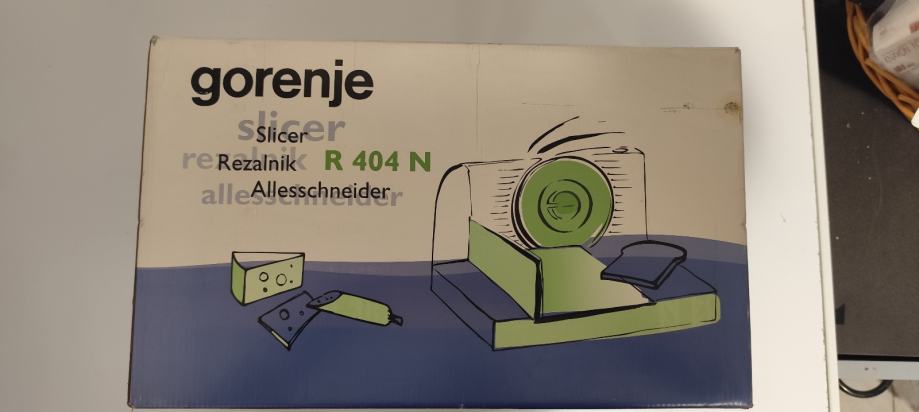 gorenje
slicer
Slicer
rezalnik
Rezalnik R 404 N
allesschneider
Allesschneider